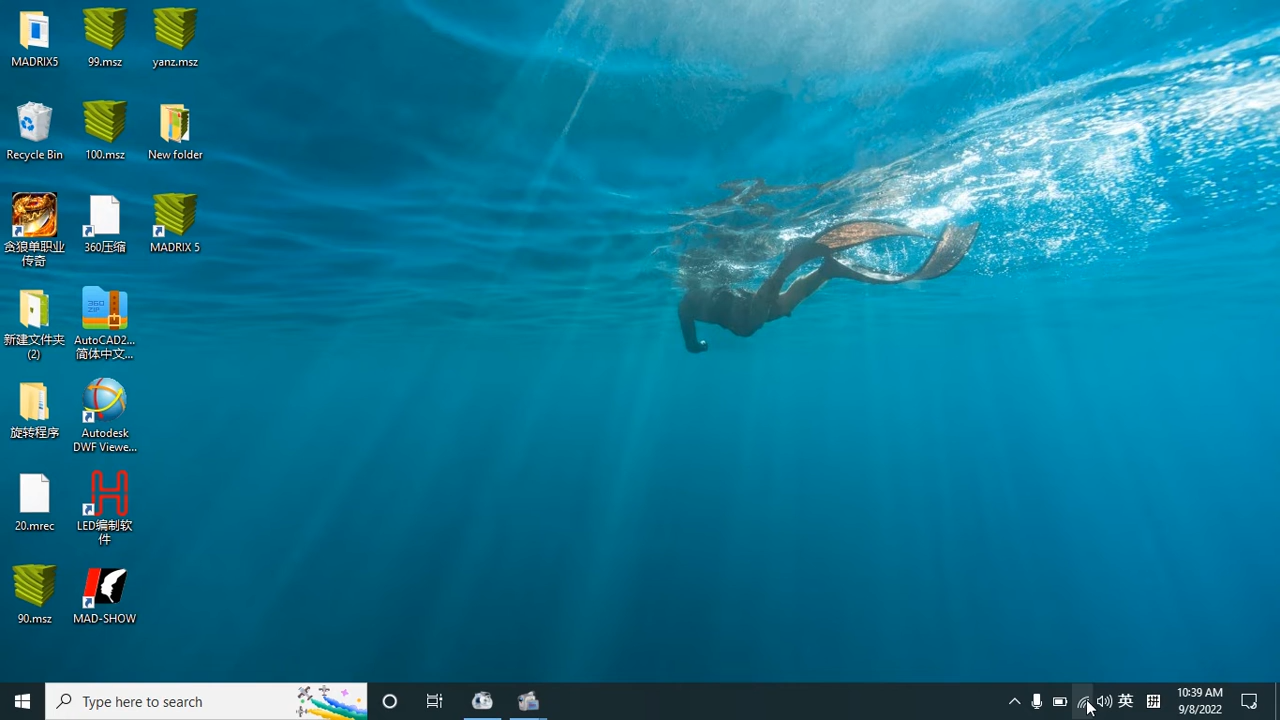 MADRIX5
99.msz
yanz.msz
Recycle Bin
100.msz
New folder
贪狼单职业
传奇
360压缩
MADRIX 5
新建文件夹
(2)
360
ZIP
AutoCAD2...
简体中文...
旋转程序
Autodesk
DWF Viewe...
20.mrec
LED编制软
件
90.msz
MAD-SHOW
Type here to search
英
拼
10:39 AM
9/8/2022